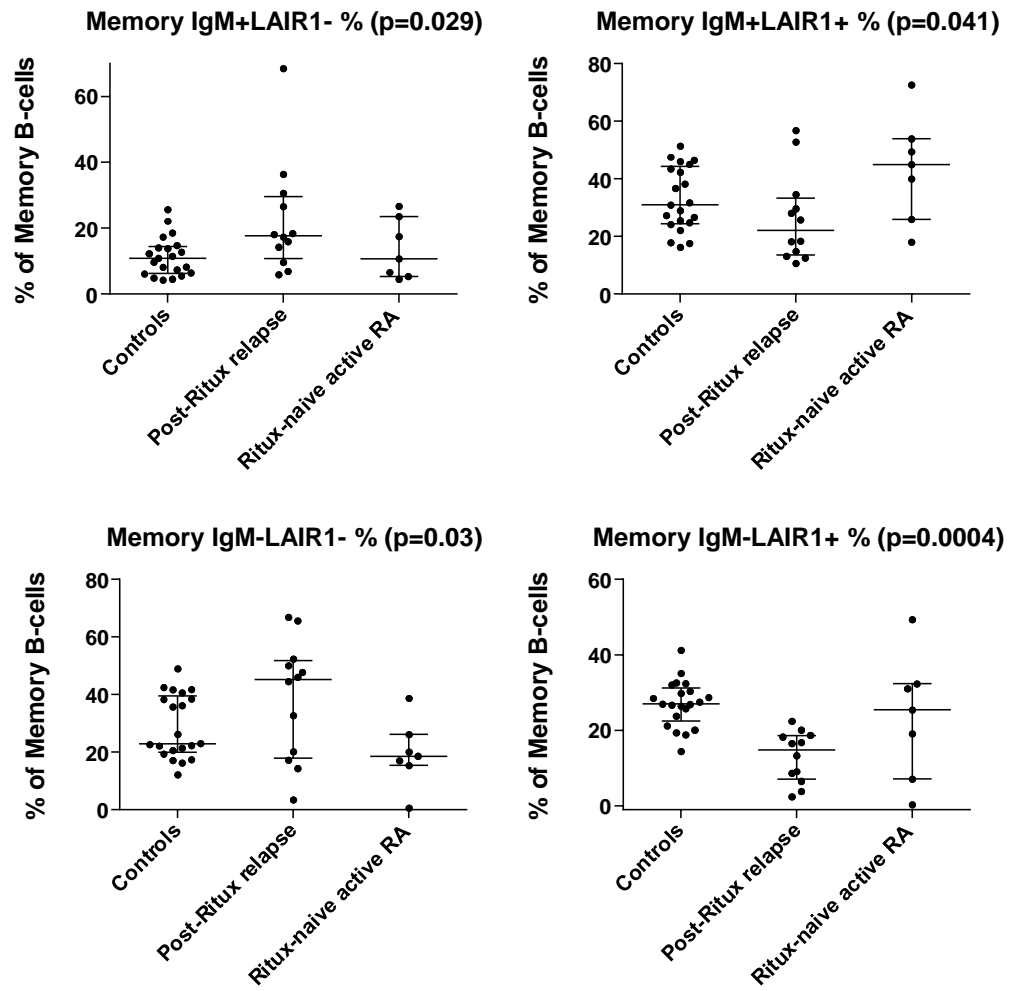 Memory IgM+LAIR1- % (p=0.029)
% of Memory B-cells
60
40
20
0
Controls
Post-Ritux relapse
Ritux-naive active RA
Memory IgM+LAIR1+ % (p=0.041)
% of Memory B-cells
80
60
40
20
0
Controls
Post-Ritux relapse
Ritux-naive active RA
Memory IgM-LAIR1- % (p=0.03)
% of Memory B-cells
80
60
40
20
0
Controls
Post-Ritux relapse
Ritux-naive active RA
Memory IgM-LAIR1+ % (p=0.0004)
% of Memory B-cells
60
40
20
0
Controls
Post-Ritux relapse
Ritux-naive active RA